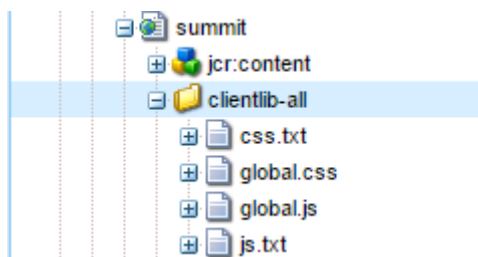 summit
jcr:content
clientlib-all
css.txt
global.css
global.js
js.txt